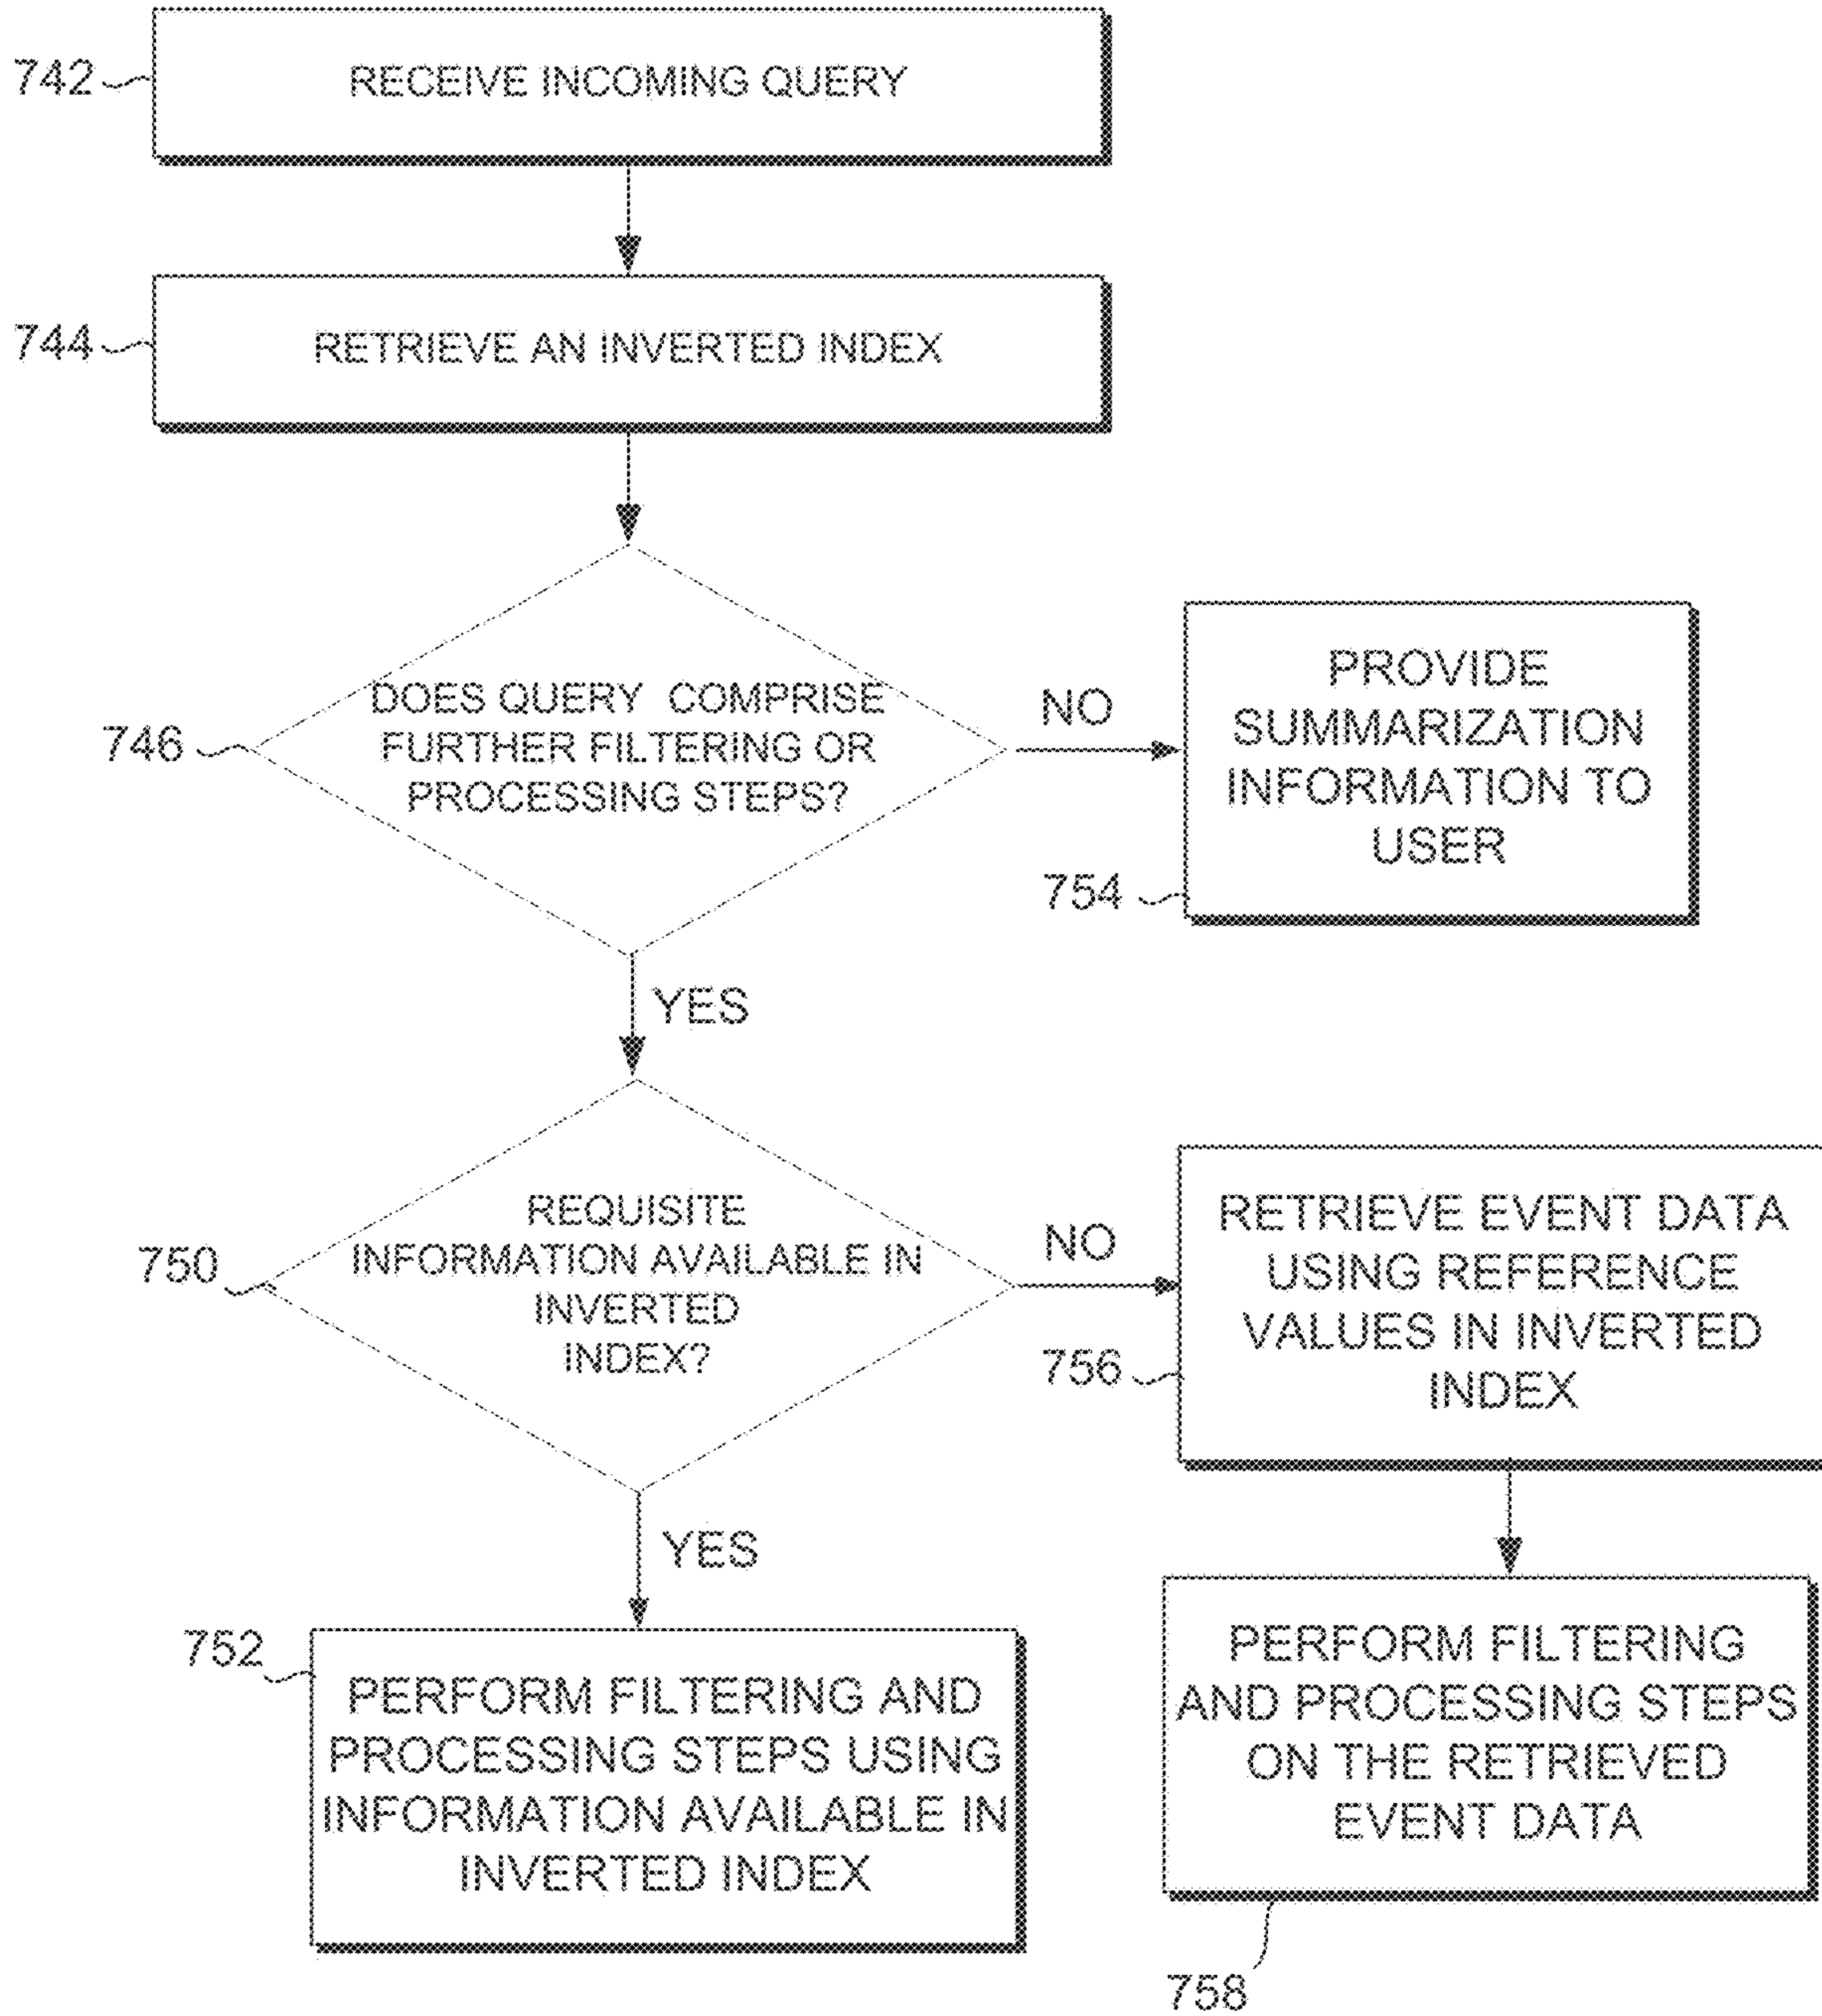 742
RECEIVE INCOMING QUERY
744
RETRIEVE AN INVERTED INDEX
746
DOES QUERY COMPRISE
FURTHER FILTERING OR
PROCESSING STEPS?
NO
PROVIDE
SUMMARIZATION
INFORMATION TO
USER
754
YES
750
REQUISITE
INFORMATION AVAILABLE IN
INVERTED
INDEX?
NO
RETRIEVE EVENT DATA
USING REFERENCE
VALUES IN INVERTED
INDEX
756
YES
752
PERFORM FILTERING AND
PROCESSING STEPS USING
INFORMATION AVAILABLE IN
INVERTED INDEX
PERFORM FILTERING
AND PROCESSING STEPS
ON THE RETRIEVED
EVENT DATA
758